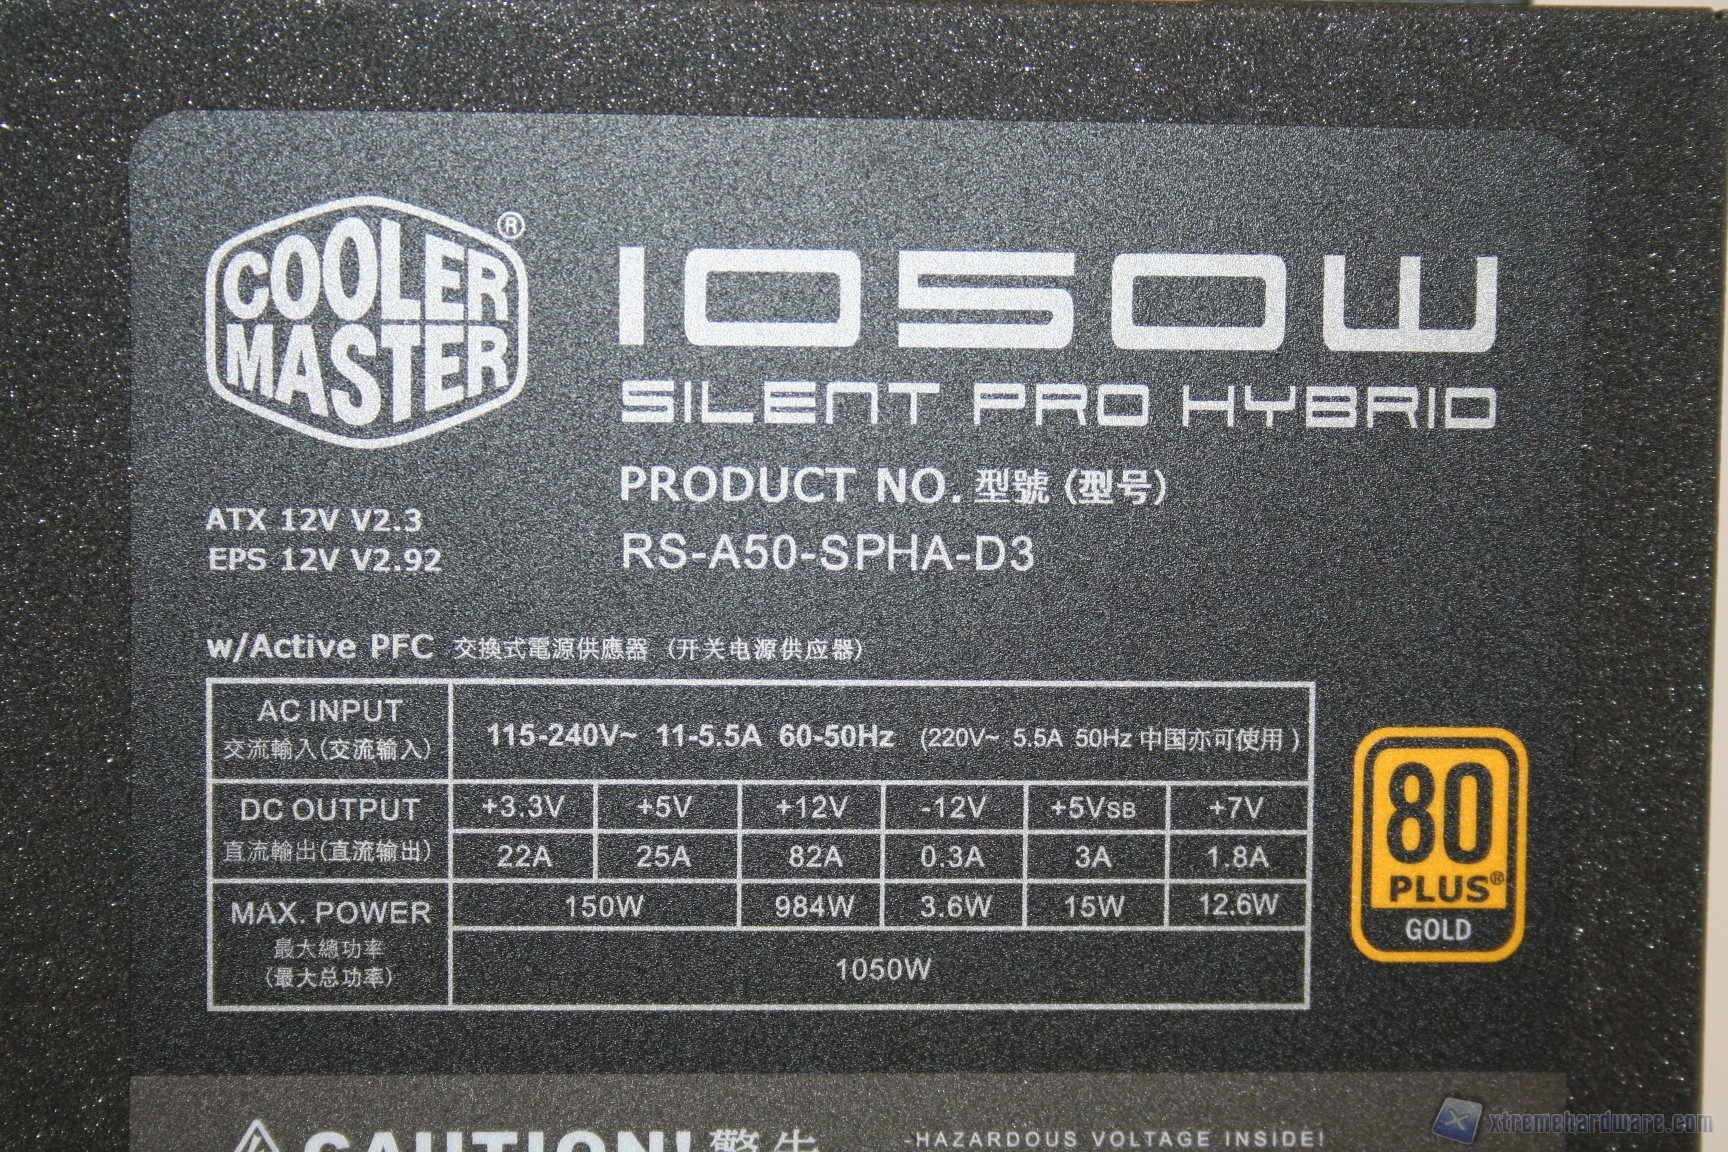 COOLER
MASTER®
1050W
SILENT PRO HYBRID
PRODUCT NO. 型號 (型号)
RS-A50-SPHA-D3
ATX 12V V2.3
EPS 12V V2.92
w/Active PFC 交換式電源供應器 (开关电源供应器)
AC INPUT
交流輸入(交流输入)
115-240V~ 11-5.5A 60-50Hz (220V~ 5.5A 50Hz 中国亦可使用)
DC OUTPUT
直流輸出(直流输出)
+3.3V +5V +12V -12V +5VSB +7V
22A 25A 82A 0.3A 3A 1.8A
MAX. POWER
最大總功率
(最大总功率)
150W 984W 3.6W 15W 12.6W
1050W
80
PLUS®
GOLD
CAUTION! -HAZARDOUS VOLTAGE INSIDE!
xtremehardware.com